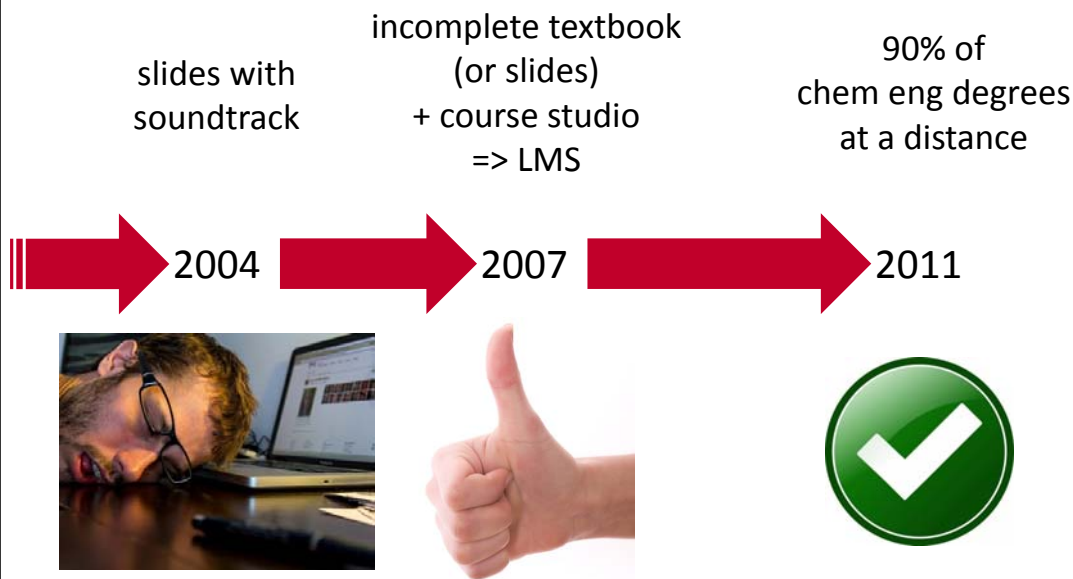 slides with
soundtrack
incomplete textbook
(or slides)
+ course studio
=> LMS
90% of
chem eng degrees
at a distance
2004
2007
2011